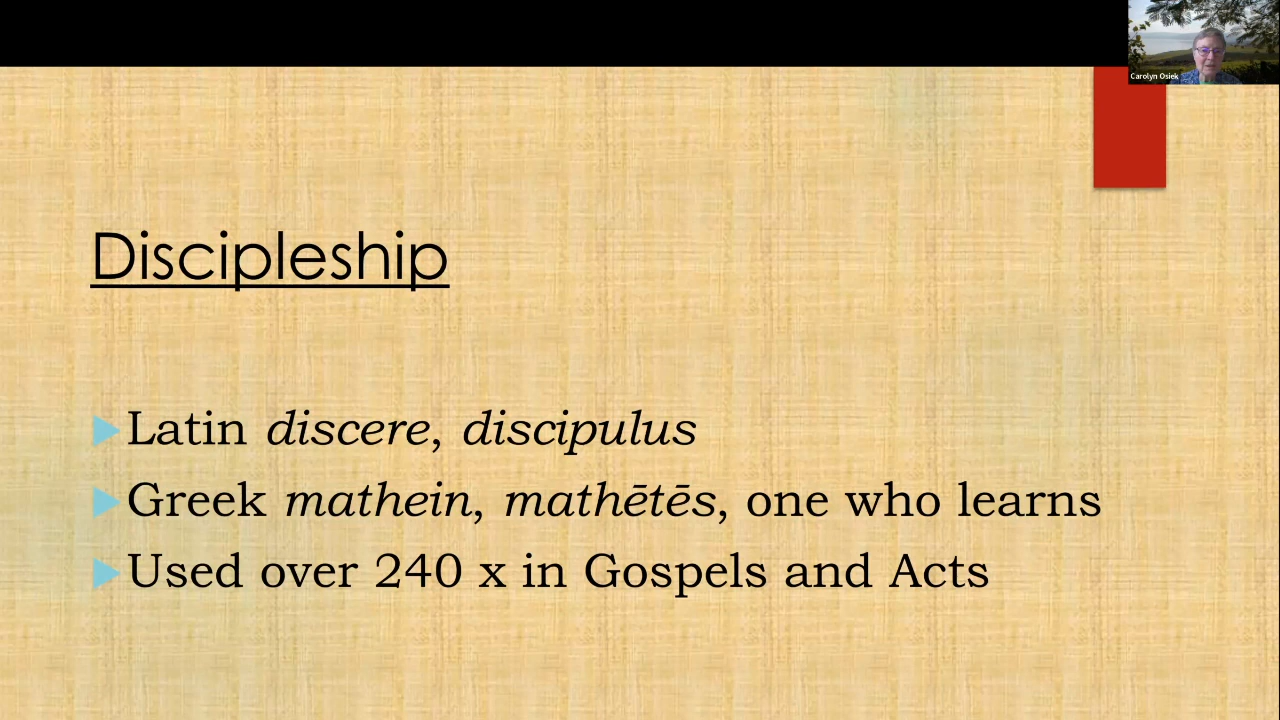 Carolyn Osiek
Discipleship
Latin discere, discipulus
Greek mathein, mathētēs, one who learns
Used over 240 x in Gospels and Acts